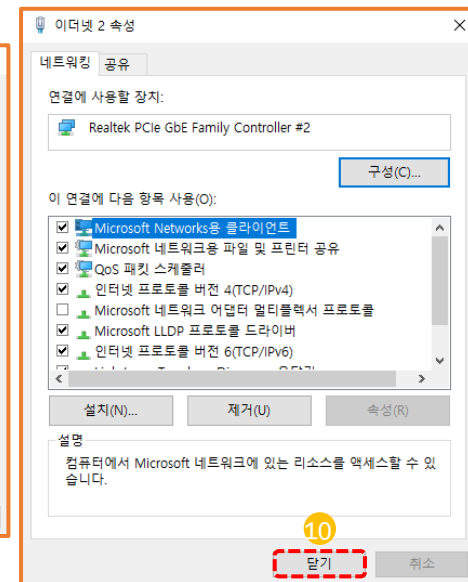 이더넷 2 속성
네트워킹
공유
연결에 사용할 장치:
Realtek PCIe GbE Family Controller #2
구성(C)...
이 연결에 다음 항목 사용(O):
Microsoft Networks용 클라이언트
Microsoft 네트워크용 파일 및 프린터 공유
QoS 패킷 스케줄러
인터넷 프로토콜 버전 4(TCP/IPv4)
Microsoft 네트워크 어댑터 멀티플렉서 프로토콜
Microsoft LLDP 프로토콜 드라이버
인터넷 프로토콜 버전 6(TCP/IPv6)
설치(N)...
제거(U)
속성(R)
설명
컴퓨터에서 Microsoft 네트워크에 있는 리소스를 액세스할 수 있
습니다.
10
닫기
취소